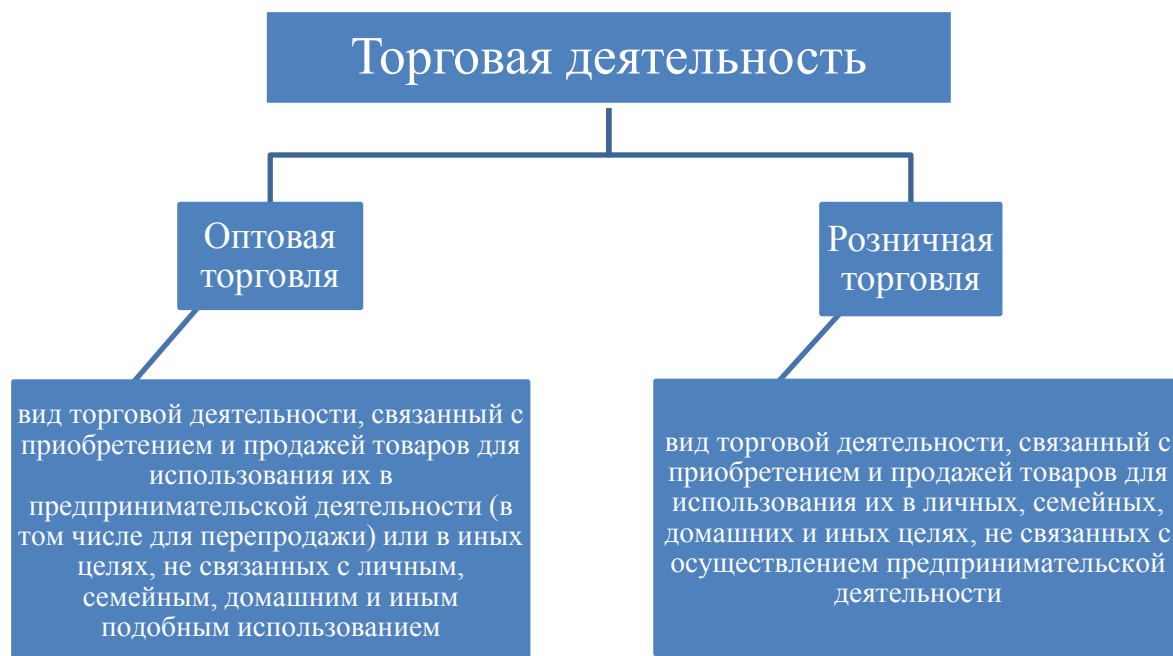 Торговая деятельность
Оптовая
торговля
Розничная
торговля
вид торговой деятельности, связанный с
приобретением и продажей товаров для
использования их в
предпринимательской деятельности (в
том числе для перепродажи) или в иных
целях, не связанных с личным,
семейным, домашним и иным
подобным использованием
вид торговой деятельности, связанный с
приобретением и продажей товаров для
использования их в личных, семейных,
домашних и иных целях, не связанных с
осуществлением предпринимательской
деятельности